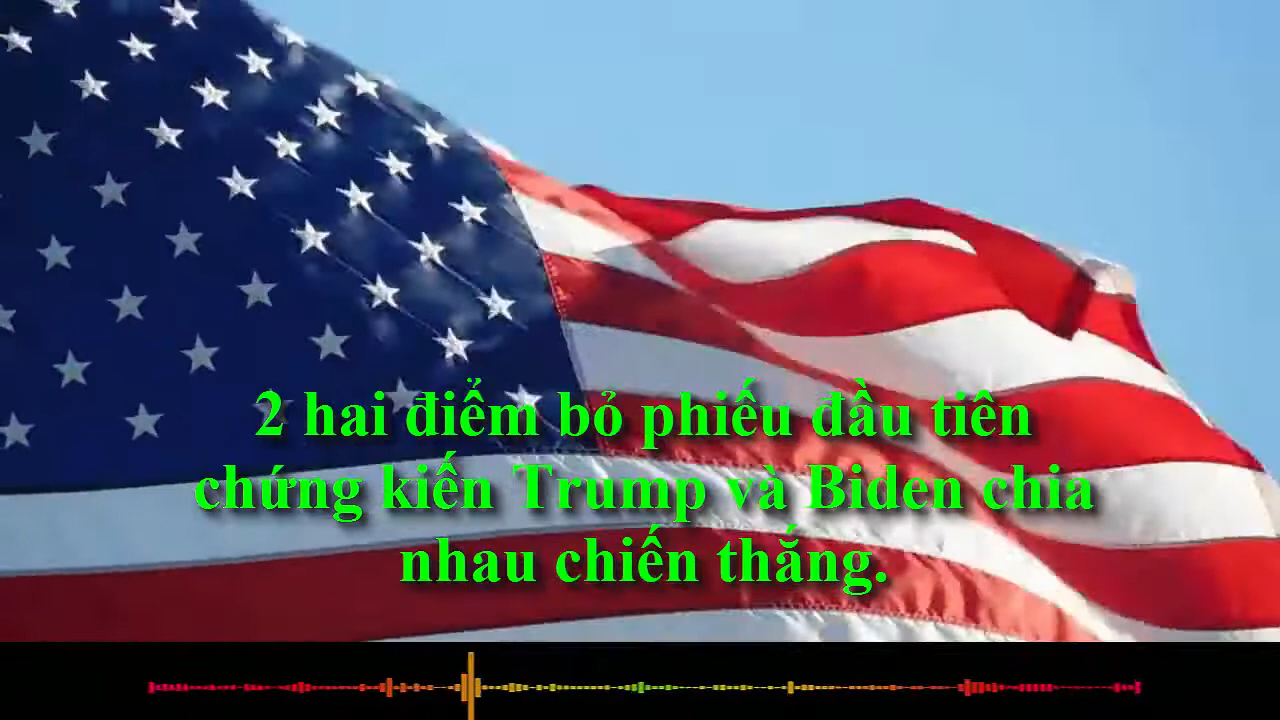 2 hai điểm bỏ phiếu đầu tiên
chứng kiến Trump và Biden chia
nhau chiến thắng.